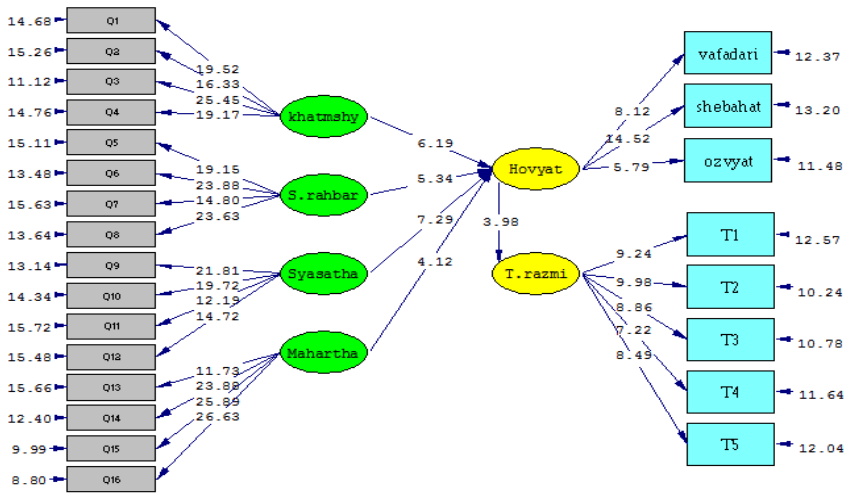 14.68 Q1
15.26 Q2
11.12 Q3
14.76 Q4
15.11 Q5
13.48 Q6
15.63 Q7
13.64 Q8
13.14 Q9
14.34 Q10
15.72 Q11
15.48 Q12
15.66 Q13
12.40 Q14
9.99 Q15
8.80 Q16
19.52
16.33
25.45
19.17
19.15
23.88
14.80
23.63
21.81
19.72
12.19
14.72
11.73
23.88
25.89
26.63
khatmshy
S.rahbar
Syasatha
Mahartha
6.19
5.34
7.29
4.12
Hovyat
3.98
T.razmi
8.12
14.52
5.79
9.24
9.98
8.86
7.22
8.49
vafadari 12.37
shebahat 13.20
ozvyat 11.48
T1 12.57
T2 10.24
T3 10.78
T4 11.64
T5 12.04